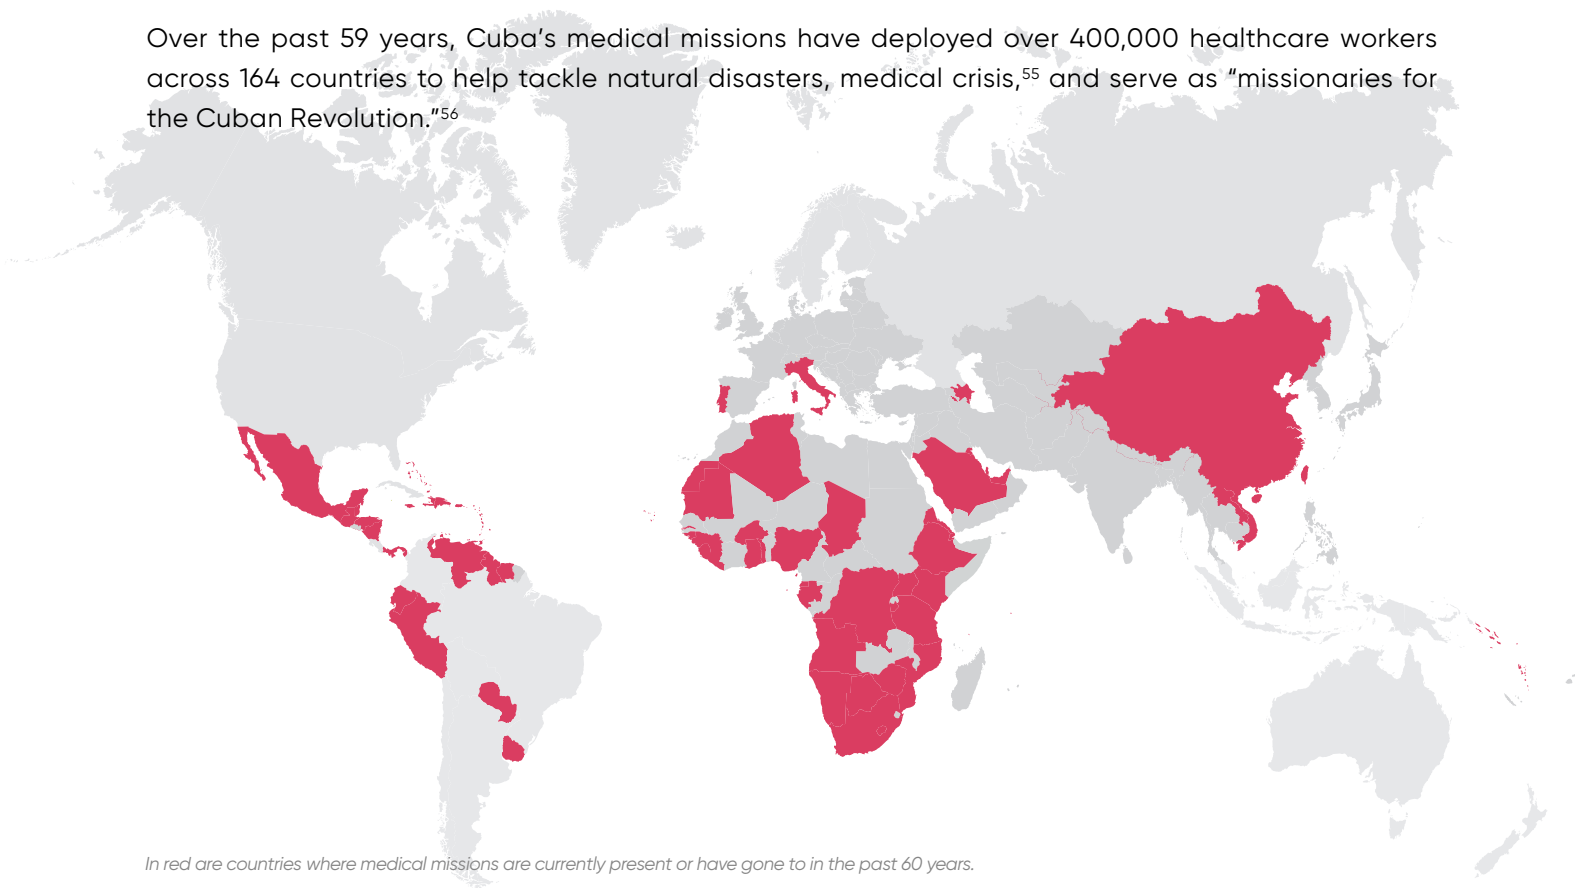 Over the past 59 years, Cuba’s medical missions have deployed over 400,000 healthcare workers
across 164 countries to help tackle natural disasters, medical crisis,55 and serve as “missionaries for
the Cuban Revolution.”56
In red are countries where medical missions are currently present or have gone to in the past 60 years.